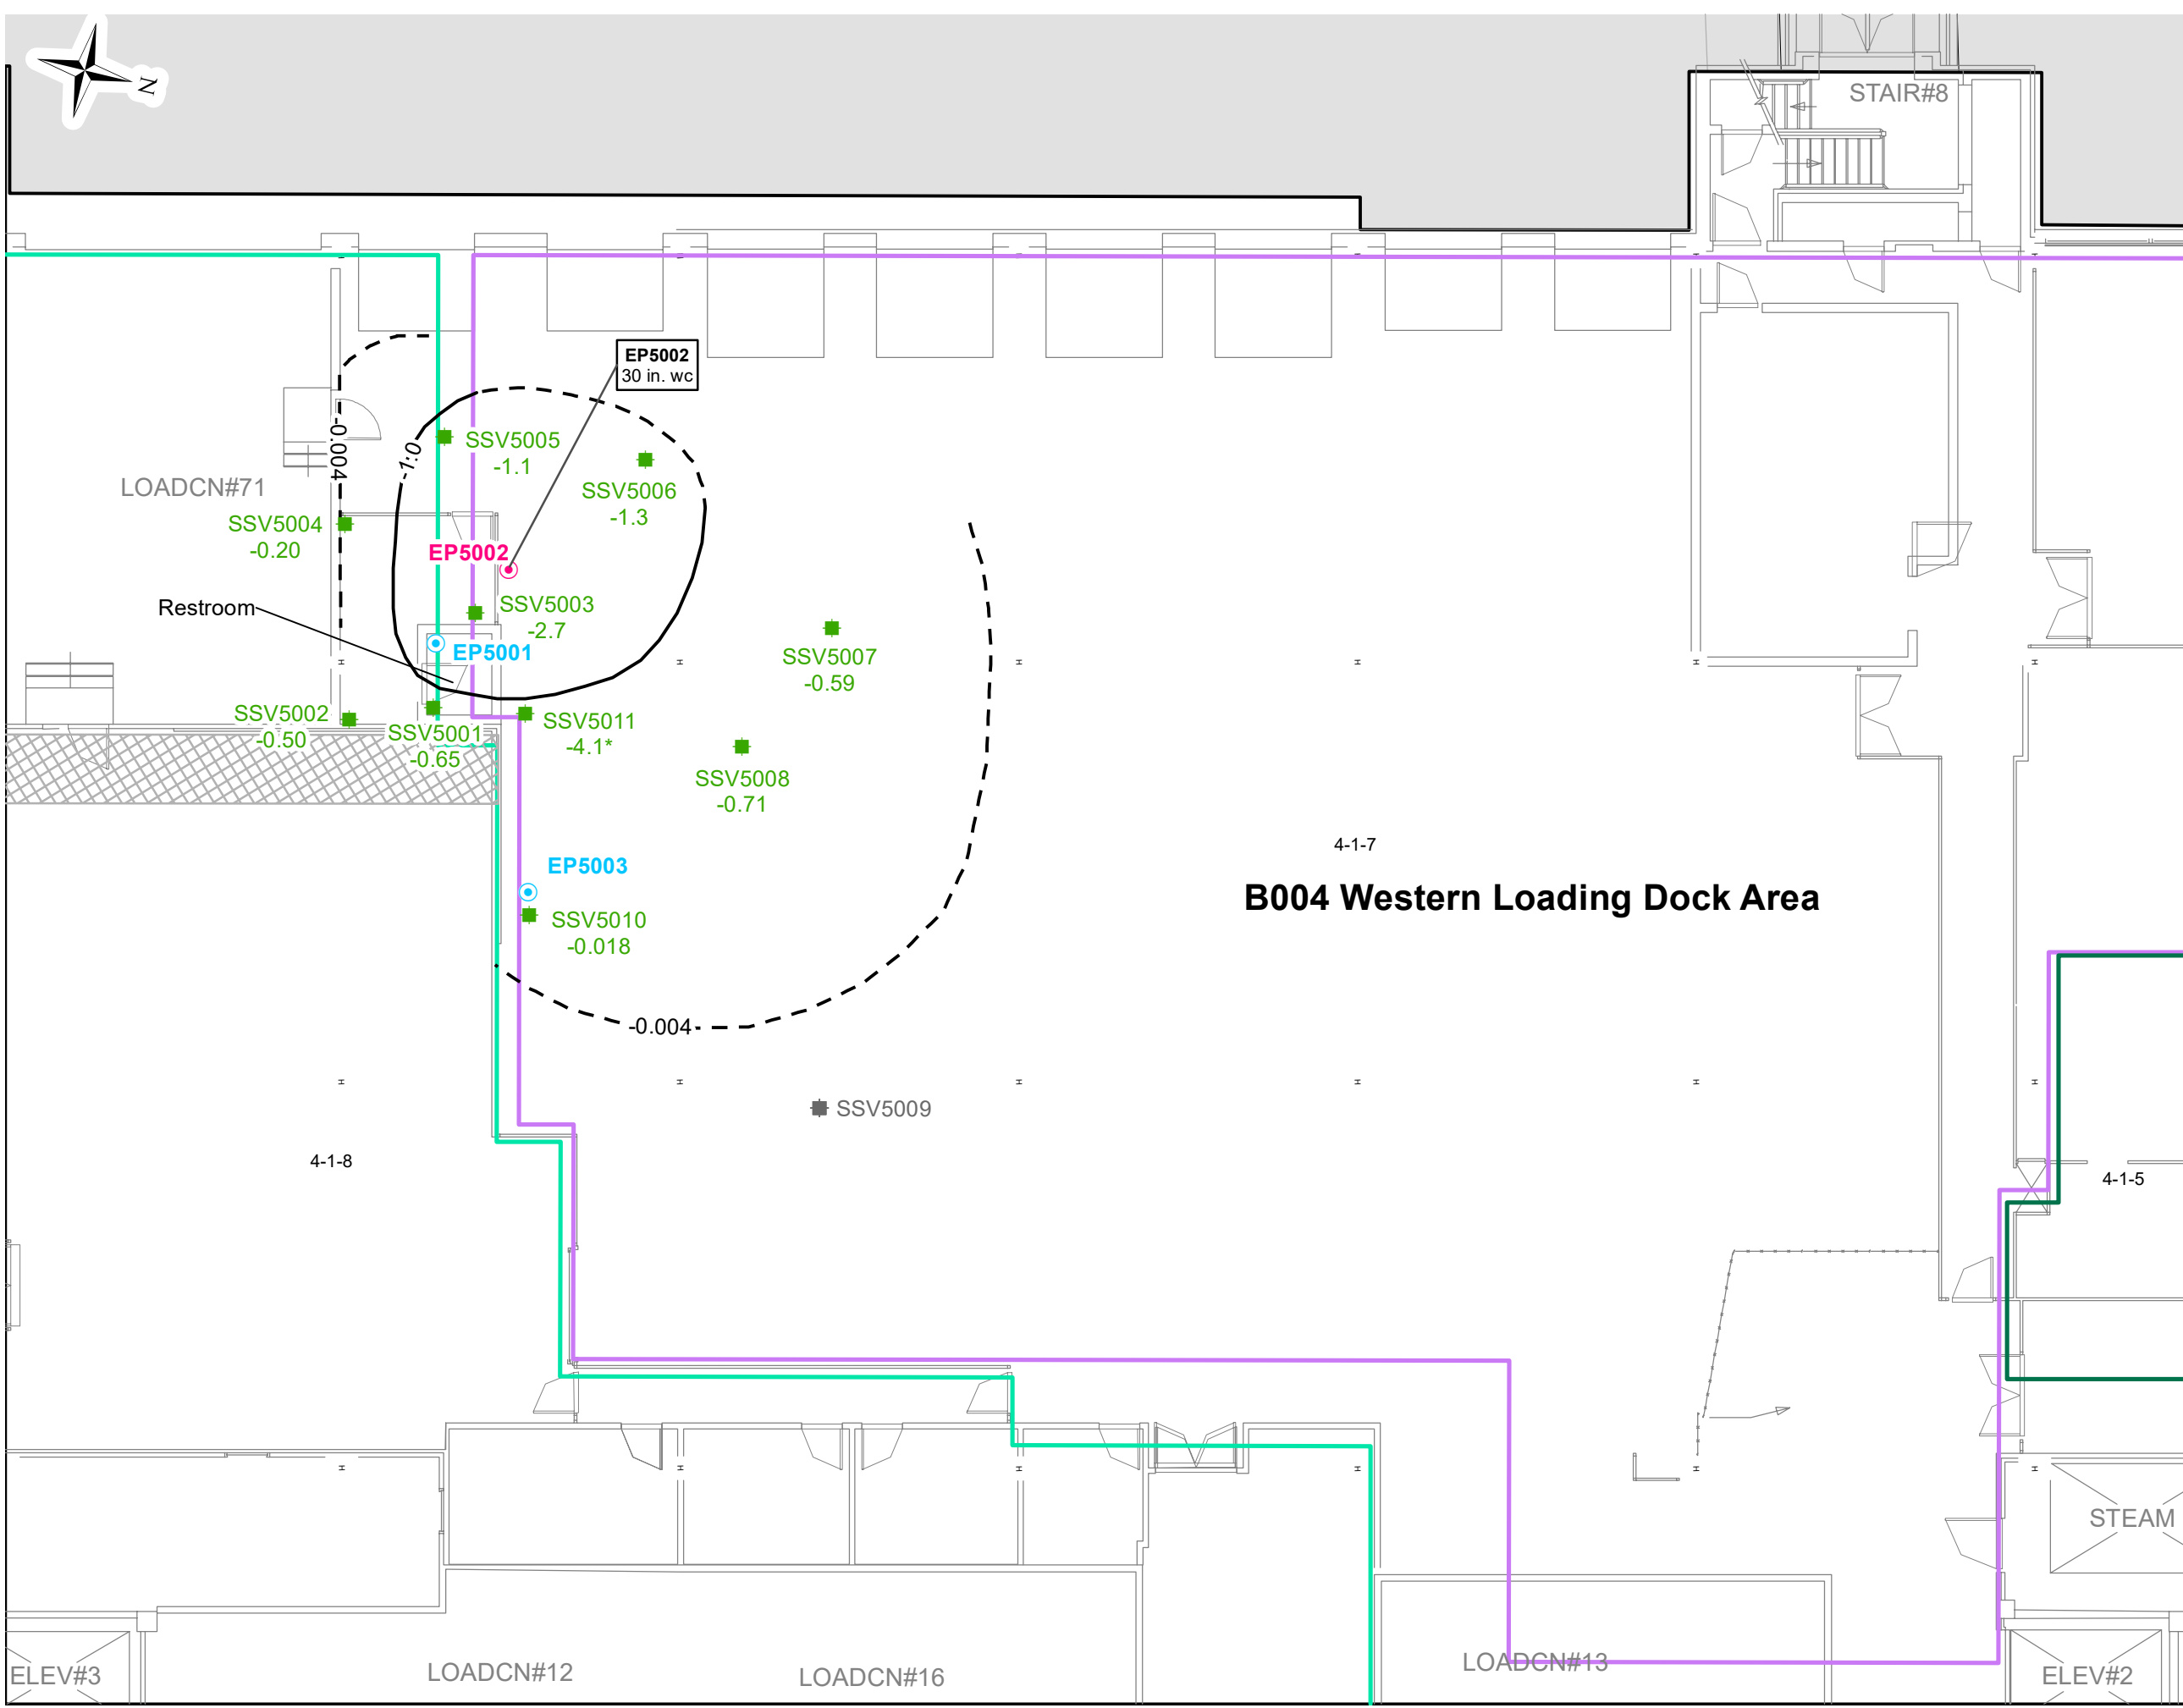 N
STAIR#8
EP5002
30 in. wc
-0.004
-1.0
SSV5005
-1.1
LOADCN#71
SSV5006
-1.3
SSV5004
-0.20
EP5002
Restroom
SSV5003
-2.7
EP5001
SSV5007
-0.59
SSV5002
-0.50
SSV5001
-0.65
SSV5011
-4.1*
SSV5008
-0.71
4-1-7
EP5003
B004 Western Loading Dock Area
SSV5010
-0.018
-0.004
SSV5009
4-1-8
4-1-5
STEAM
ELEV#3
LOADCN#12
LOADCN#16
LOADCN#13
ELEV#2